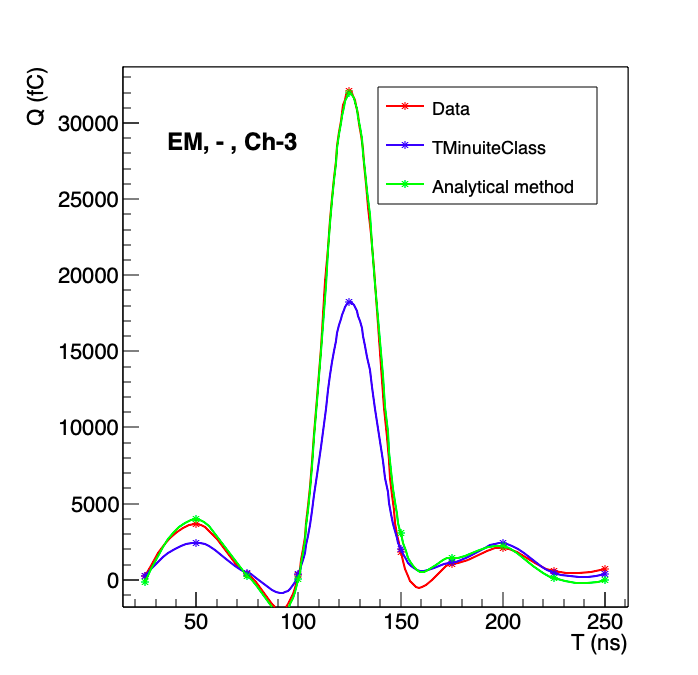 Q (fC)
EM, - , Ch-3
Data
TMinuiteClass
Analytical method
30000
25000
20000
15000
10000
5000
0
50 100 150 200 250
T (ns)